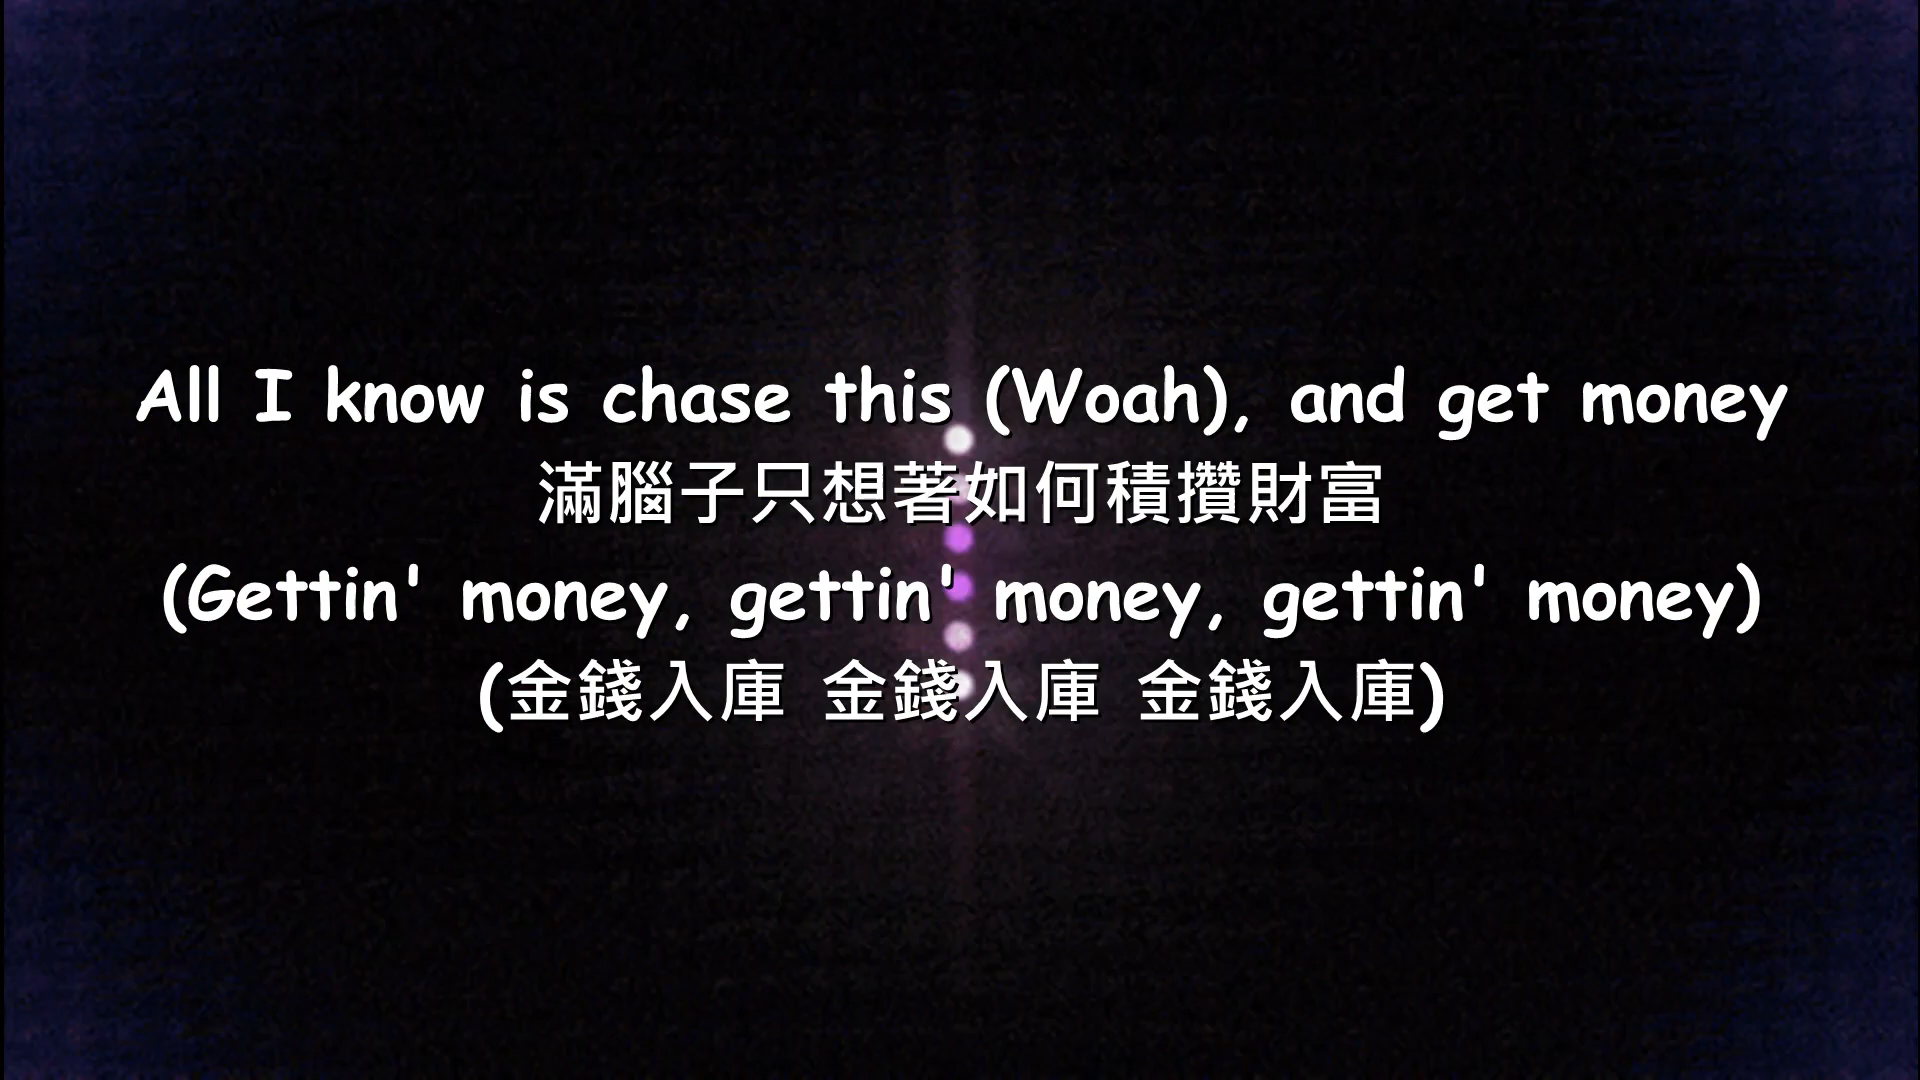 All I know is chase this (Woah), and get money
滿腦子只想著如何積攢財富
(Gettin' money, gettin' money, gettin' money)
(金錢入庫 金錢入庫 金錢入庫)